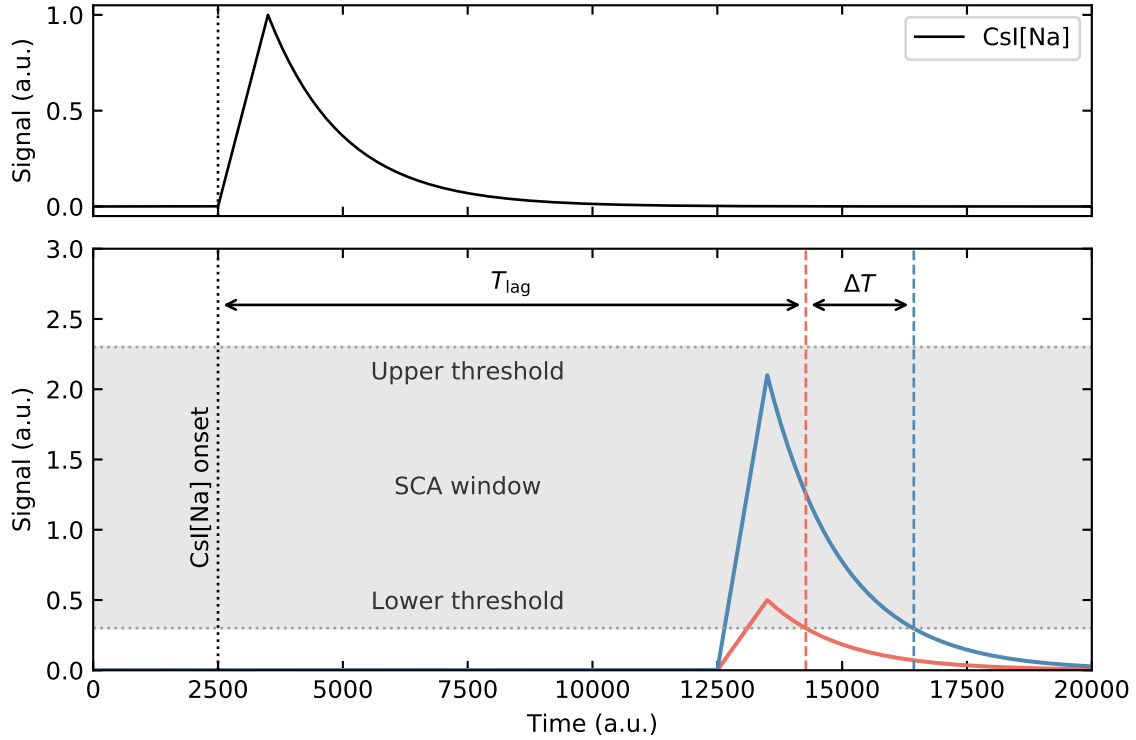 1.0
0.5
0.0
Signal (a.u.)
CsI[Na]
3.0
2.5
2.0
1.5
1.0
0.5
0.0
Signal (a.u.)
T_lag
ΔT
Upper threshold
SCA window
Lower threshold
CsI[Na] onset
0 2500 5000 7500 10000 12500 15000 17500 20000
Time (a.u.)